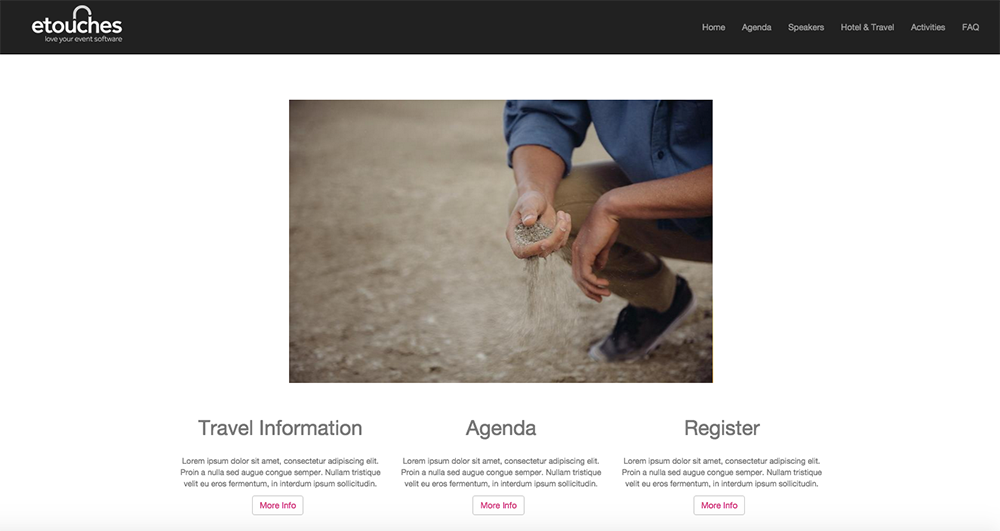 etouches
love your event software
Home Agenda Speakers Hotel & Travel Activities FAQ
Travel Information
Lorem ipsum dolor sit amet, consectetur adipiscing elit.
Proin a nulla sed augue congue semper. Nullam tristique
velit eu eros fermentum, in interdum ipsum sollicitudin.
More Info
Agenda
Lorem ipsum dolor sit amet, consectetur adipiscing elit.
Proin a nulla sed augue congue semper. Nullam tristique
velit eu eros fermentum, in interdum ipsum sollicitudin.
More Info
Register
Lorem ipsum dolor sit amet, consectetur adipiscing elit.
Proin a nulla sed augue congue semper. Nullam tristique
velit eu eros fermentum, in interdum ipsum sollicitudin.
More Info